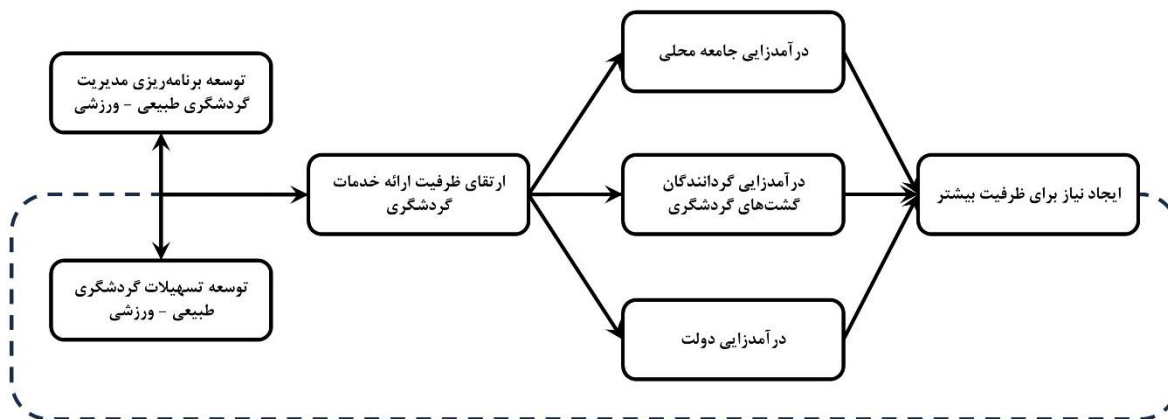 توسعه برنامه‌ریزی مدیریت
گردشگری طبیعی – ورزشی
توسعه تسهیلات گردشگری
طبیعی – ورزشی
ارتقای ظرفیت ارائه خدمات
گردشگری
درآمدزایی جامعه محلی
درآمدزایی گردانندگان
گشت‌های گردشگری
درآمدزایی دولت
ایجاد نیاز برای ظرفیت بیشتر